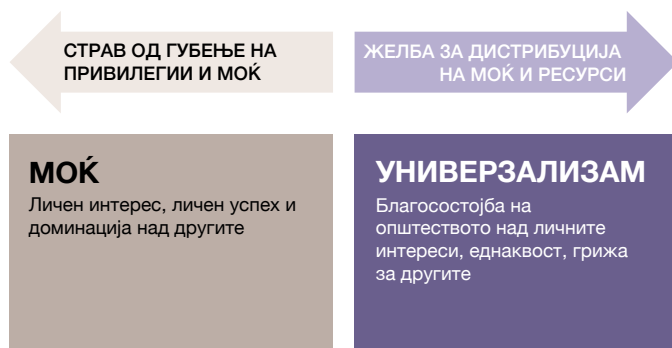 СТРАВ ОД ГУБЕЊЕ НА
ПРИВИЛЕГИИ И МОЌ
ЖЕЛБА ЗА ДИСТРИБУЦИЈА
НА МОЌ И РЕСУРСИ
МОЌ
Личен интерес, личен успех и
доминација над другите
УНИВЕРЗАЛИЗАМ
Благосостојба на
општеството над личните
интереси, еднаквост, грижа
за другите